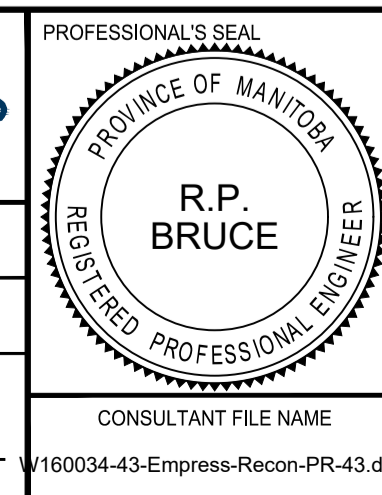 PROFESSIONAL'S SEAL
PROVINCE OF MANITOBA
R.P.
BRUCE
REGISTERED PROFESSIONAL ENGINEER
CONSULTANT FILE NAME
W160034-43-Empress-Recon-PR-43.d